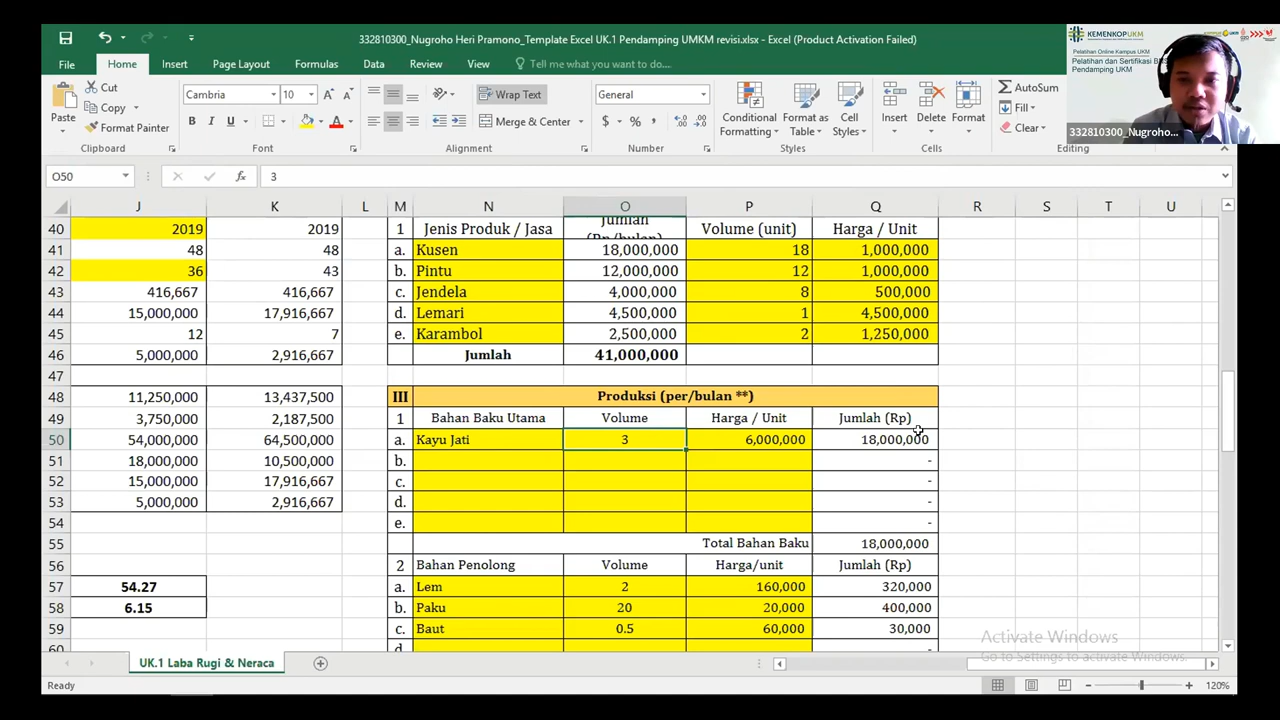 332810300_Nugroho Heri Pramono_Template Excel UK.1 Pendamping UMKM revisi.xlsx - Excel (Product Activation Failed)
KEMENKOPUKM
Pelatihan Online Kampus UKM
Pelatihan dan Sertifikasi
Pendamping UKM
332810300_Nugroho...
File Home Insert Page Layout Formulas Data Review View Tell me what you want to do...
Paste Cut Copy Format Painter Clipboard
Cambria 10 B I U Font
Wrap Text Merge & Center Alignment
General $ % Number
Conditional Formatting Format as Table Cell Styles Styles
Insert Delete Format Cells
AutoSum Fill Clear Editing
O50 fx 3
J K L M N O P Q R S T U
40 2019 2019 1 Jenis Produk / Jasa Jumlah (Rp/bulan) Volume (unit) Harga / Unit
41 48 48 a. Kusen 18,000,000 18 1,000,000
42 36 43 b. Pintu 12,000,000 12 1,000,000
43 416,667 416,667 c. Jendela 4,000,000 8 500,000
44 15,000,000 17,916,667 d. Lemari 4,500,000 1 4,500,000
45 12 7 e. Karambol 2,500,000 2 1,250,000
46 5,000,000 2,916,667 Jumlah 41,000,000
47
48 11,250,000 13,437,500 III Produksi (per/bulan **)
49 3,750,000 2,187,500 1 Bahan Baku Utama Volume Harga / Unit Jumlah (Rp)
50 54,000,000 64,500,000 a. Kayu Jati 3 6,000,000 18,000,000
51 18,000,000 10,500,000 b. -
52 15,000,000 17,916,667 c. -
53 5,000,000 2,916,667 d. -
54 e. -
55 Total Bahan Baku 18,000,000
56 2 Bahan Penolong Volume Harga/unit Jumlah (Rp)
57 54.27 a. Lem 2 160,000 320,000
58 6.15 b. Paku 20 20,000 400,000
59 c. Baut 0.5 60,000 30,000
60 d.
Activate Windows
Go to Settings to activate Windows.
UK.1 Laba Rugi & Neraca
Ready 120%